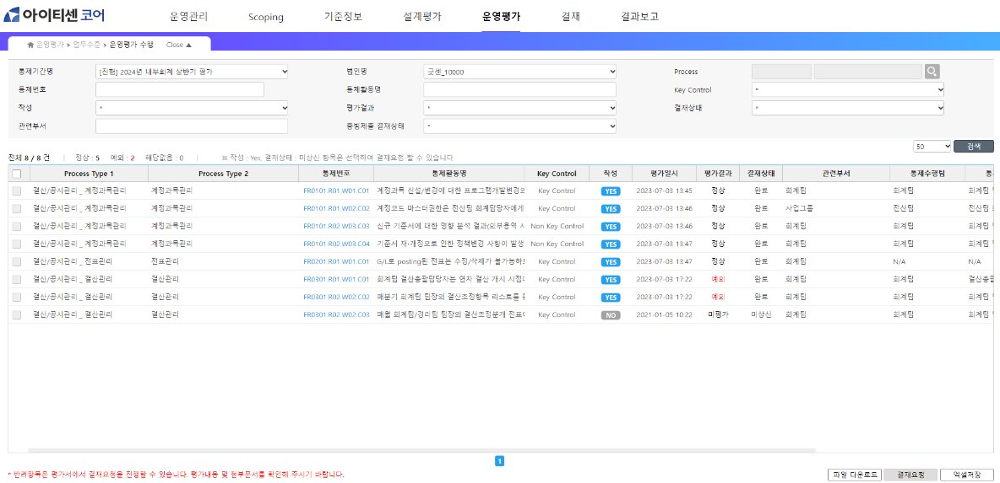 아이티센 코어
운영관리 Scoping 기준정보 설계평가 운영평가 결재 결과보고
운영평가 > 업무수준 > 운영평가 수행 Close ▲
통제기간명 [진행] 2024년 내부회계 상반기 평가 법인명 굿센_10000 Process
통제번호 통제활동명 Key Control *
작성 * 평가결과 * 결재상태 *
관련부서 증빙제출 결재상태 *
50 검색
전체 8 / 8 건 | 정상 : 5 예외 : 2 해당없음 : 0 | ※ 작성 : Yes, 결재상태 : 미상신 항목은 선택하여 결재요청 할 수 있습니다.
Process Type 1 Process Type 2 통제번호 통제활동명 Key Control 작성 평가일시 평가결과 결재상태 관련부서 통제수행팀
결산/공시관리 _ 계정과목관리 계정과목관리 FR0101.R01.W01.C01 계정과목 신설/변경에 대한 프로그램개발변경의 Key Control YES 2023-07-03 13:45 정상 완료 회계팀 회계팀 회계팀
결산/공시관리 _ 계정과목관리 계정과목관리 FR0101.R01.W02.C02 계정코드 마스터권한은 전산팀 회계담당자에게 Key Control YES 2023-07-03 13:46 정상 완료 사업그룹 전산팀 전산팀
결산/공시관리 _ 계정과목관리 계정과목관리 FR0101.R02.W03.C03 신규 기준서에 대한 영향 분석 결과(외부용역 Non Key Control YES 2023-07-03 13:46 정상 완료 회계팀 회계팀 회계팀
결산/공시관리 _ 계정과목관리 계정과목관리 FR0101.R02.W03.C04 기준서 재·개정으로 인한 정책변경 사항이 발생 Non Key Control YES 2023-07-03 13:47 정상 완료 회계팀 회계팀 회계팀
결산/공시관리 _ 전표관리 전표관리 FR0201.R01.W01.C01 G/L로 posting된 전표는 수정/삭제가 불가능하 Key Control YES 2023-07-03 13:47 정상 완료 회계팀 N/A N/A
결산/공시관리 _ 결산관리 결산관리 FR0301.R01.W01.C01 회계팀 결산총괄담당자는 연차 결산 개시 시점 Key Control YES 2023-07-03 17:22 예외 완료 회계팀 회계팀 결산총괄
결산/공시관리 _ 결산관리 결산관리 FR0301.R02.W02.C02 매분기 회계팀 팀장의 결산조정항목 리스트를 Key Control YES 2023-07-03 17:22 예외 완료 회계팀 회계팀 회계팀
결산/공시관리 _ 결산관리 결산관리 FR0301.R02.W02.C03 매월 회계팀/경리팀 팀장의 결산조정분개 전표 Key Control NO 2021-01-05 10:22 미평가 미상신 회계팀 회계팀 회계팀
1
* 반려항목은 평가서에서 결재요청을 진행할 수 있습니다. 평가내용 및 첨부문서를 확인해 주시기 바랍니다. 파일 다운로드 결재요청 엑셀저장